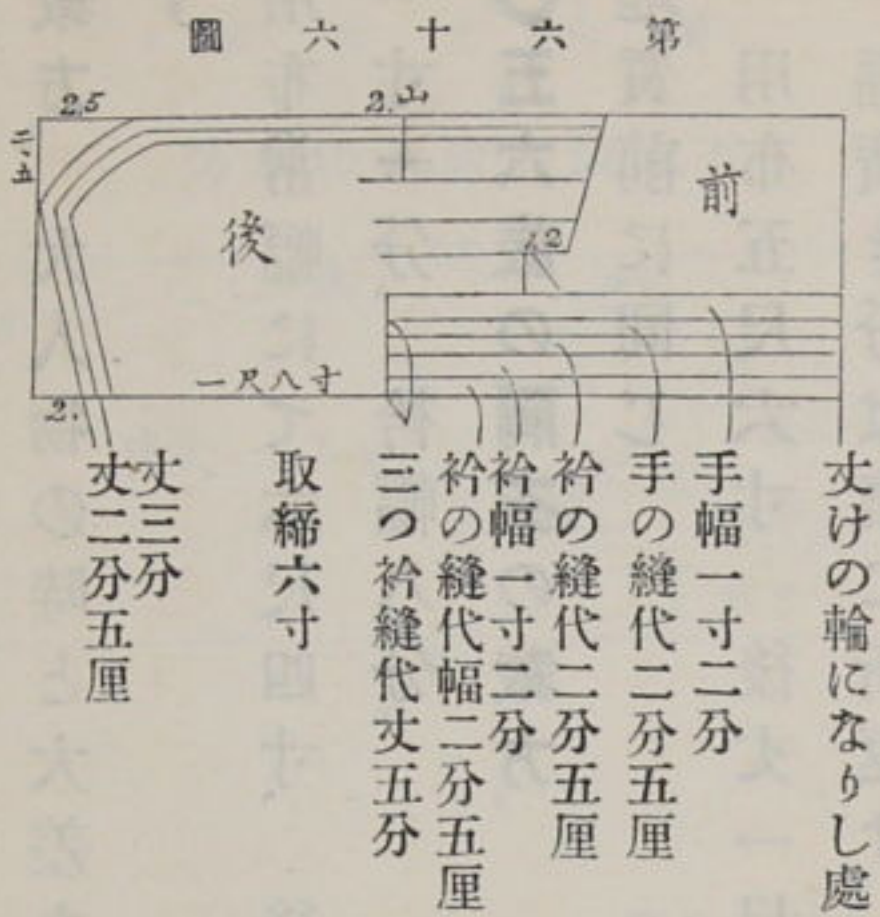 第六十六圖
前
後
山
2.
2,5
二、五
2
一尺八寸
2.
丈けの輪になりし處
手幅一寸二分
手の縫代二分五厘
衿の縫代二分五厘
衿幅一寸二分
衿の縫代幅二分五厘
三つ衿縫代丈五分
取締六寸
丈三分
丈二分五厘